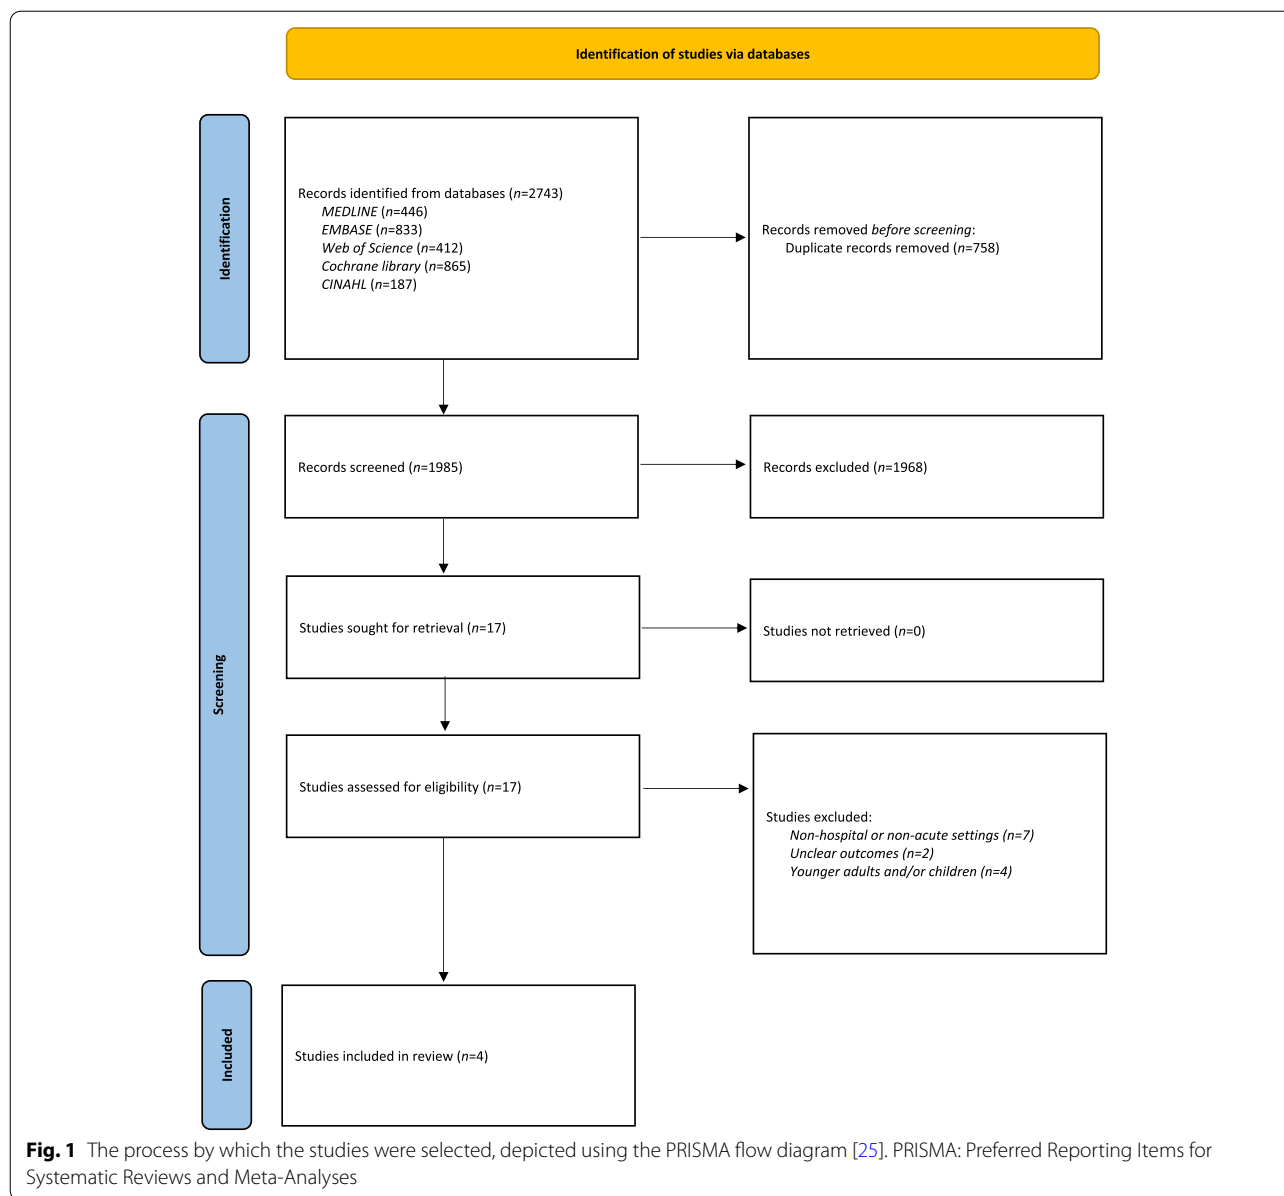 Identification of studies via databases
Identification
Records identified from databases (n=2743)
MEDLINE (n=446)
EMBASE (n=833)
Web of Science (n=412)
Cochrane library (n=865)
CINAHL (n=187)
Records removed before screening:
Duplicate records removed (n=758)
Screening
Records screened (n=1985)
Records excluded (n=1968)
Studies sought for retrieval (n=17)
Studies not retrieved (n=0)
Studies assessed for eligibility (n=17)
Studies excluded:
Non-hospital or non-acute settings (n=7)
Unclear outcomes (n=2)
Younger adults and/or children (n=4)
Included
Studies included in review (n=4)
Fig. 1 The process by which the studies were selected, depicted using the PRISMA flow diagram [25]. PRISMA: Preferred Reporting Items for
Systematic Reviews and Meta-Analyses